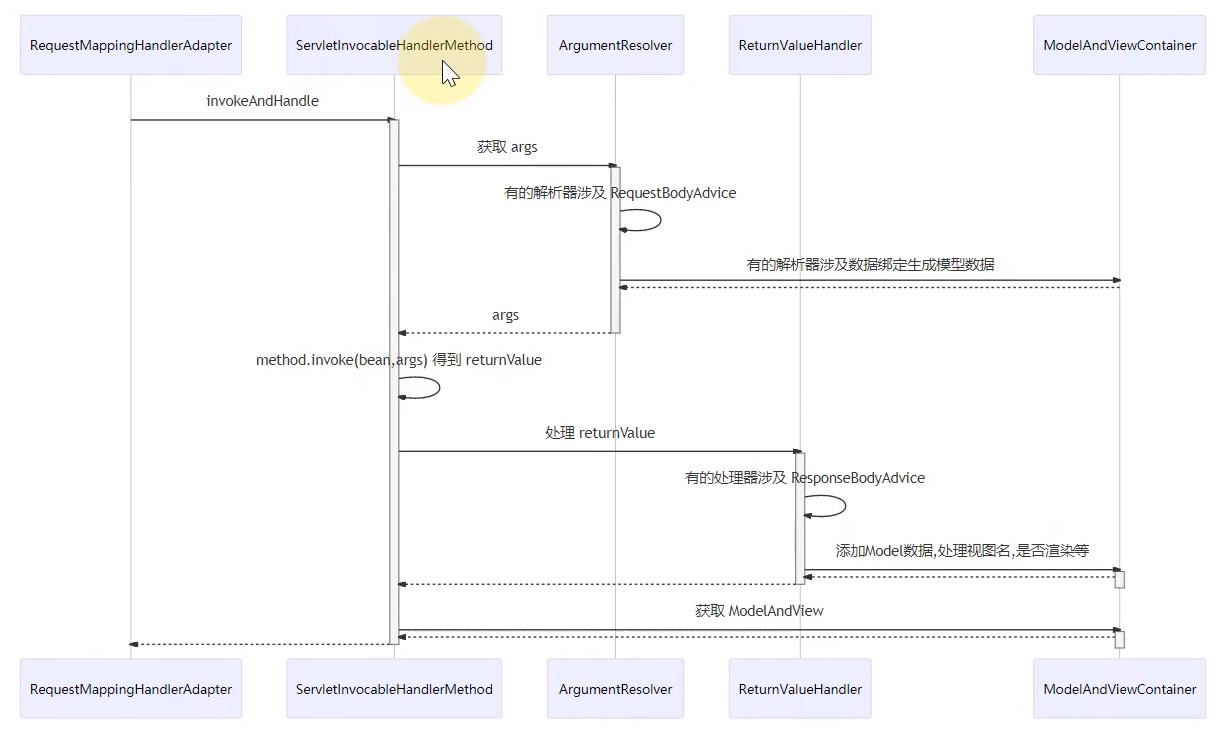 RequestMappingHandlerAdapter
ServletInvocableHandlerMethod
ArgumentResolver
ReturnValueHandler
ModelAndViewContainer
invokeAndHandle
获取 args
有的解析器涉及 RequestBodyAdvice
有的解析器涉及数据绑定生成模型数据
args
method.invoke(bean,args) 得到 returnValue
处理 returnValue
有的处理器涉及 ResponseBodyAdvice
添加Model数据,处理视图名,是否渲染等
获取 ModelAndView
RequestMappingHandlerAdapter
ServletInvocableHandlerMethod
ArgumentResolver
ReturnValueHandler
ModelAndViewContainer